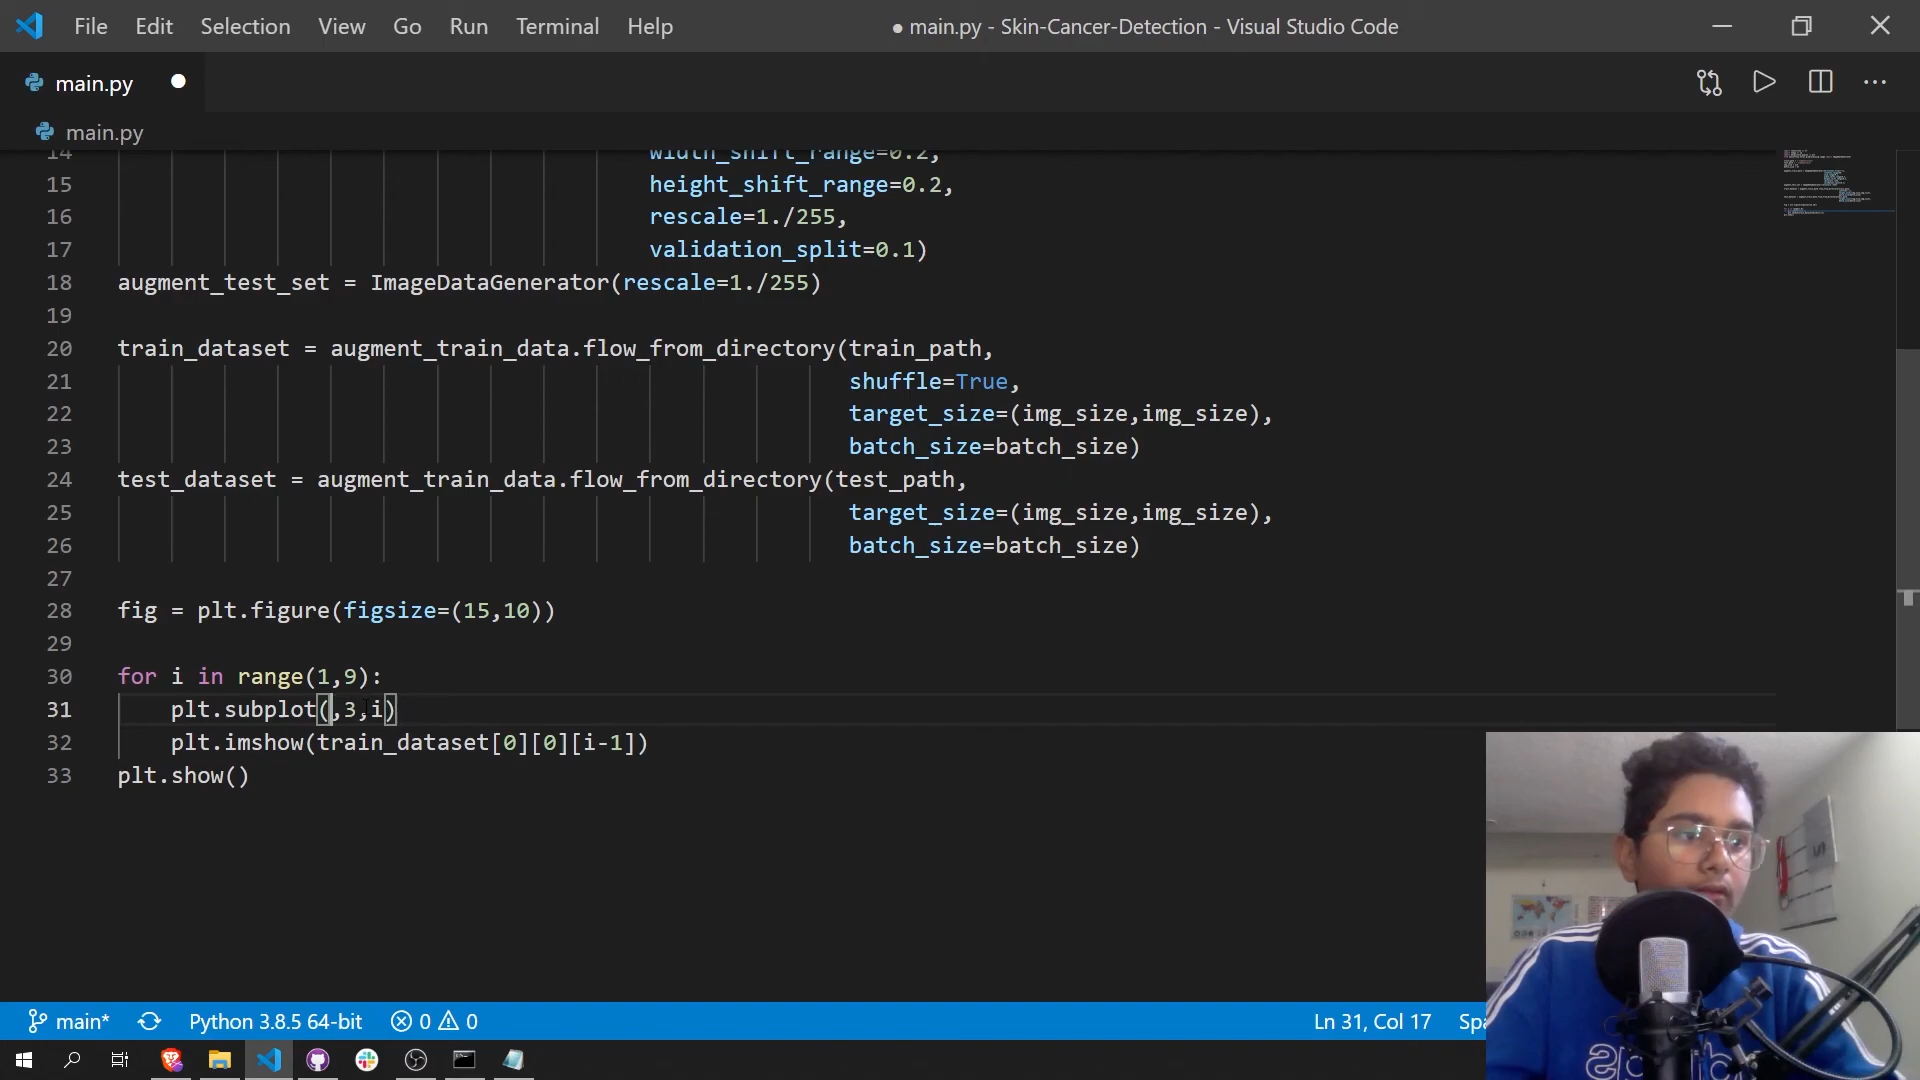 File Edit Selection View Go Run Terminal Help ● main.py - Skin-Cancer-Detection - Visual Studio Code
main.py
main.py
14 width_shift_range=0.2,
15 height_shift_range=0.2,
16 rescale=1./255,
17 validation_split=0.1)
18 augment_test_set = ImageDataGenerator(rescale=1./255)
19
20 train_dataset = augment_train_data.flow_from_directory(train_path,
21 shuffle=True,
22 target_size=(img_size,img_size),
23 batch_size=batch_size)
24 test_dataset = augment_train_data.flow_from_directory(test_path,
25 target_size=(img_size,img_size),
26 batch_size=batch_size)
27
28 fig = plt.figure(figsize=(15,10))
29
30 for i in range(1,9):
31 plt.subplot(,3,i)
32 plt.imshow(train_dataset[0][0][i-1])
33 plt.show()
main* Python 3.8.5 64-bit 0 0 Ln 31, Col 17 Spa